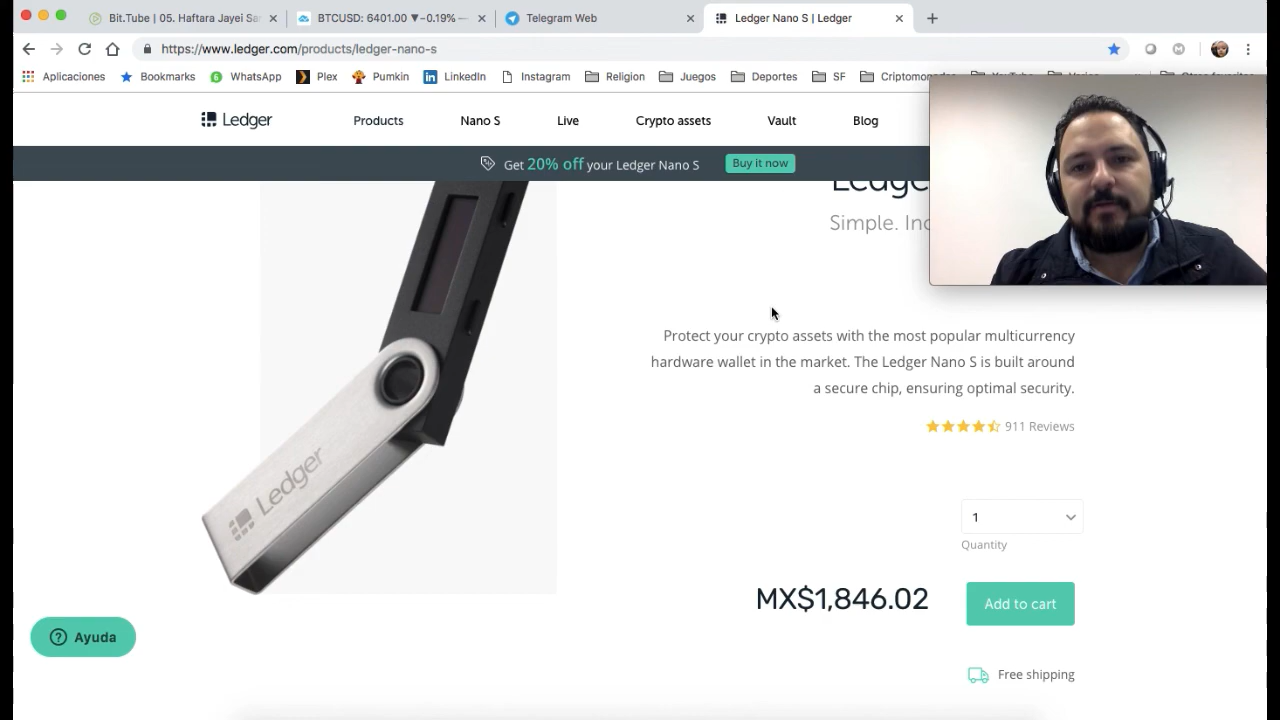 Bit.Tube | 05. Haftara Jayei Sar
BTCUSD: 6401.00 ▼−0.19% —
Telegram Web
Ledger Nano S | Ledger
https://www.ledger.com/products/ledger-nano-s
Aplicaciones
Bookmarks
WhatsApp
Plex
Pumkin
LinkedIn
Instagram
Religion
Juegos
Deportes
SF
Criptomonedas
Ledger
Products
Nano S
Live
Crypto assets
Vault
Blog
Get 20% off your Ledger Nano S
Buy it now
Simple.
Protect your crypto assets with the most popular multicurrency
hardware wallet in the market. The Ledger Nano S is built around
a secure chip, ensuring optimal security.
911 Reviews
Ledger
1
Quantity
MX$1,846.02
Add to cart
Ayuda
Free shipping